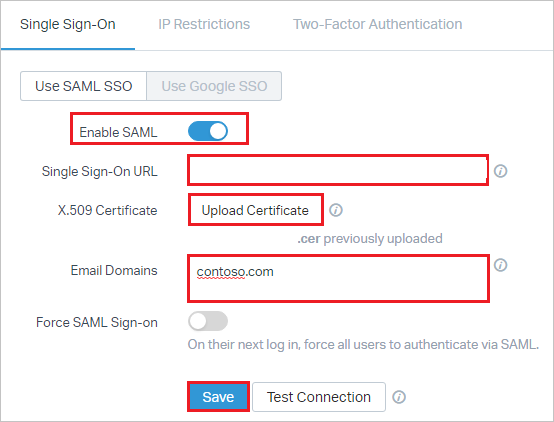 Single Sign-On IP Restrictions Two-Factor Authentication
Use SAML SSO Use Google SSO
Enable SAML
Single Sign-On URL
X.509 Certificate Upload Certificate
.cer previously uploaded
Email Domains contoso.com
Force SAML Sign-on
On their next log in, force all users to authenticate via SAML.
Save Test Connection